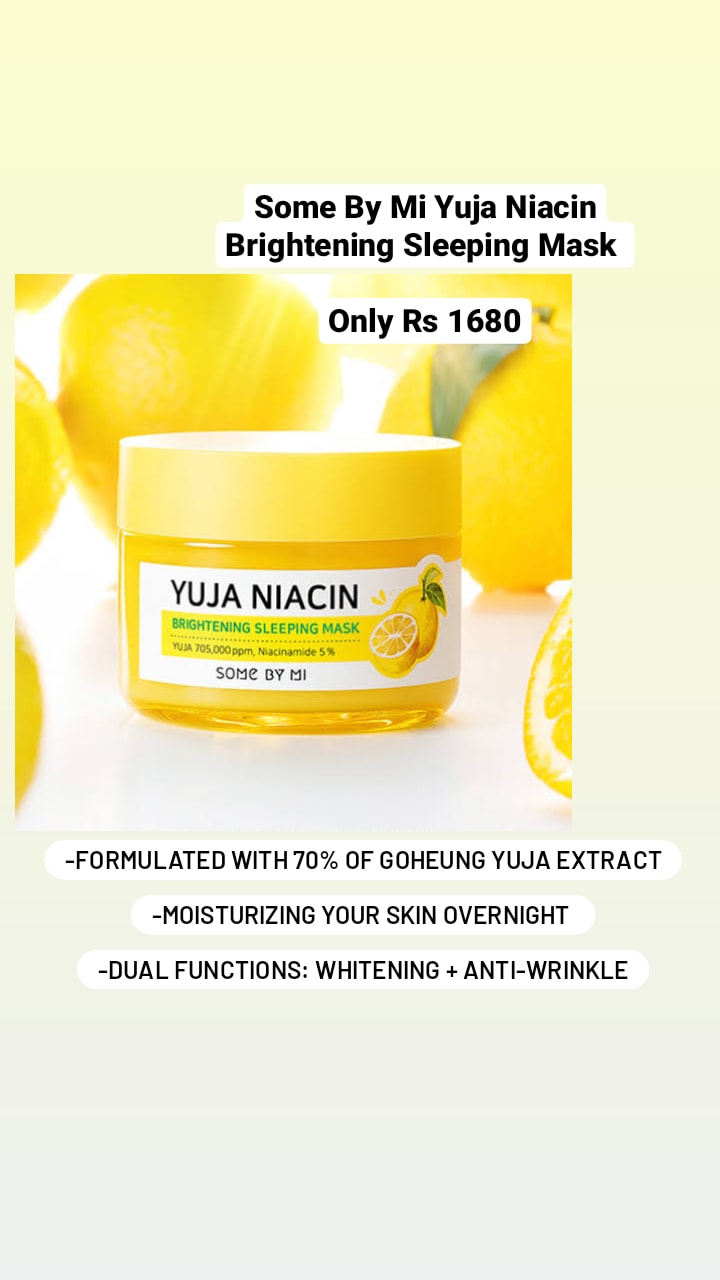 Some By Mi Yuja Niacin
Brightening Sleeping Mask
Only Rs 1680
YUJA NIACIN
BRIGHTENING SLEEPING MASK
YUJA 705,000ppm, Niacinamide 5%
SOME BY MI
-FORMULATED WITH 70% OF GOHEUNG YUJA EXTRACT
-MOISTURIZING YOUR SKIN OVERNIGHT
-DUAL FUNCTIONS: WHITENING + ANTI-WRINKLE